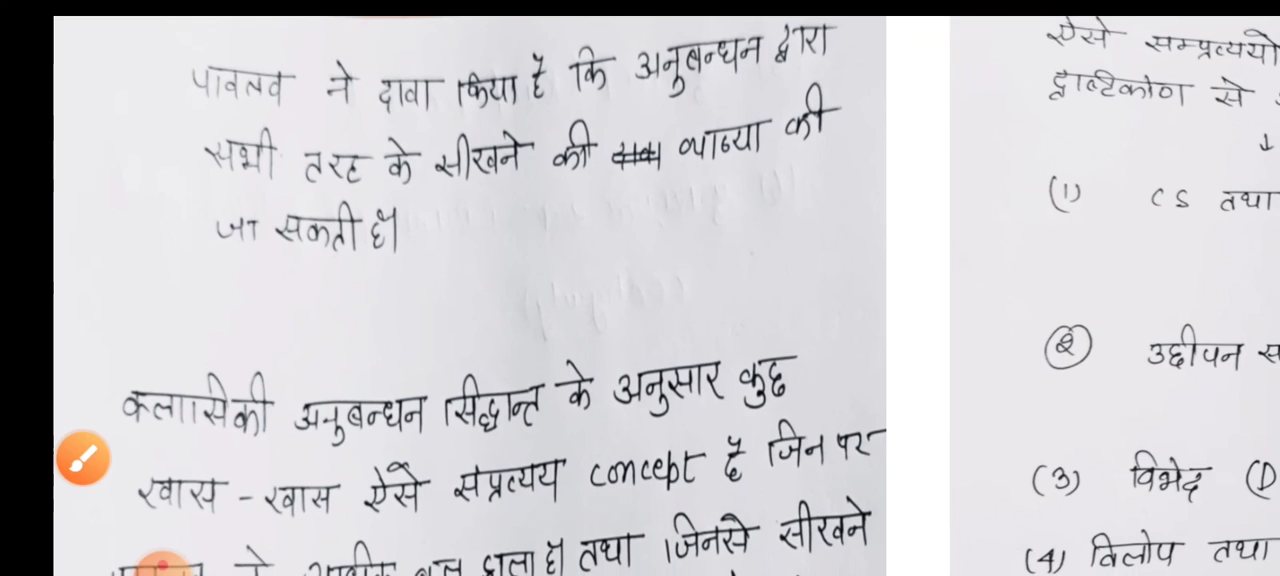 पावलव ने दावा किया है कि अनुबन्धन द्वारा
सभी तरह के सीखने की व्याख्या की
जा सकती है।
क्लासिकी अनुबन्धन सिद्धान्त के अनुसार कुछ
खास - खास ऐसे संप्रत्यय concept है जिन पर
डाला है तथा जिनसे सीखने
ऐसे सम्प्रत्ययो
दृष्टिकोण से
↓
(1) CS तथा
(2) उद्दीपन स
(3) विभेद (D
(4) विलोप तथा